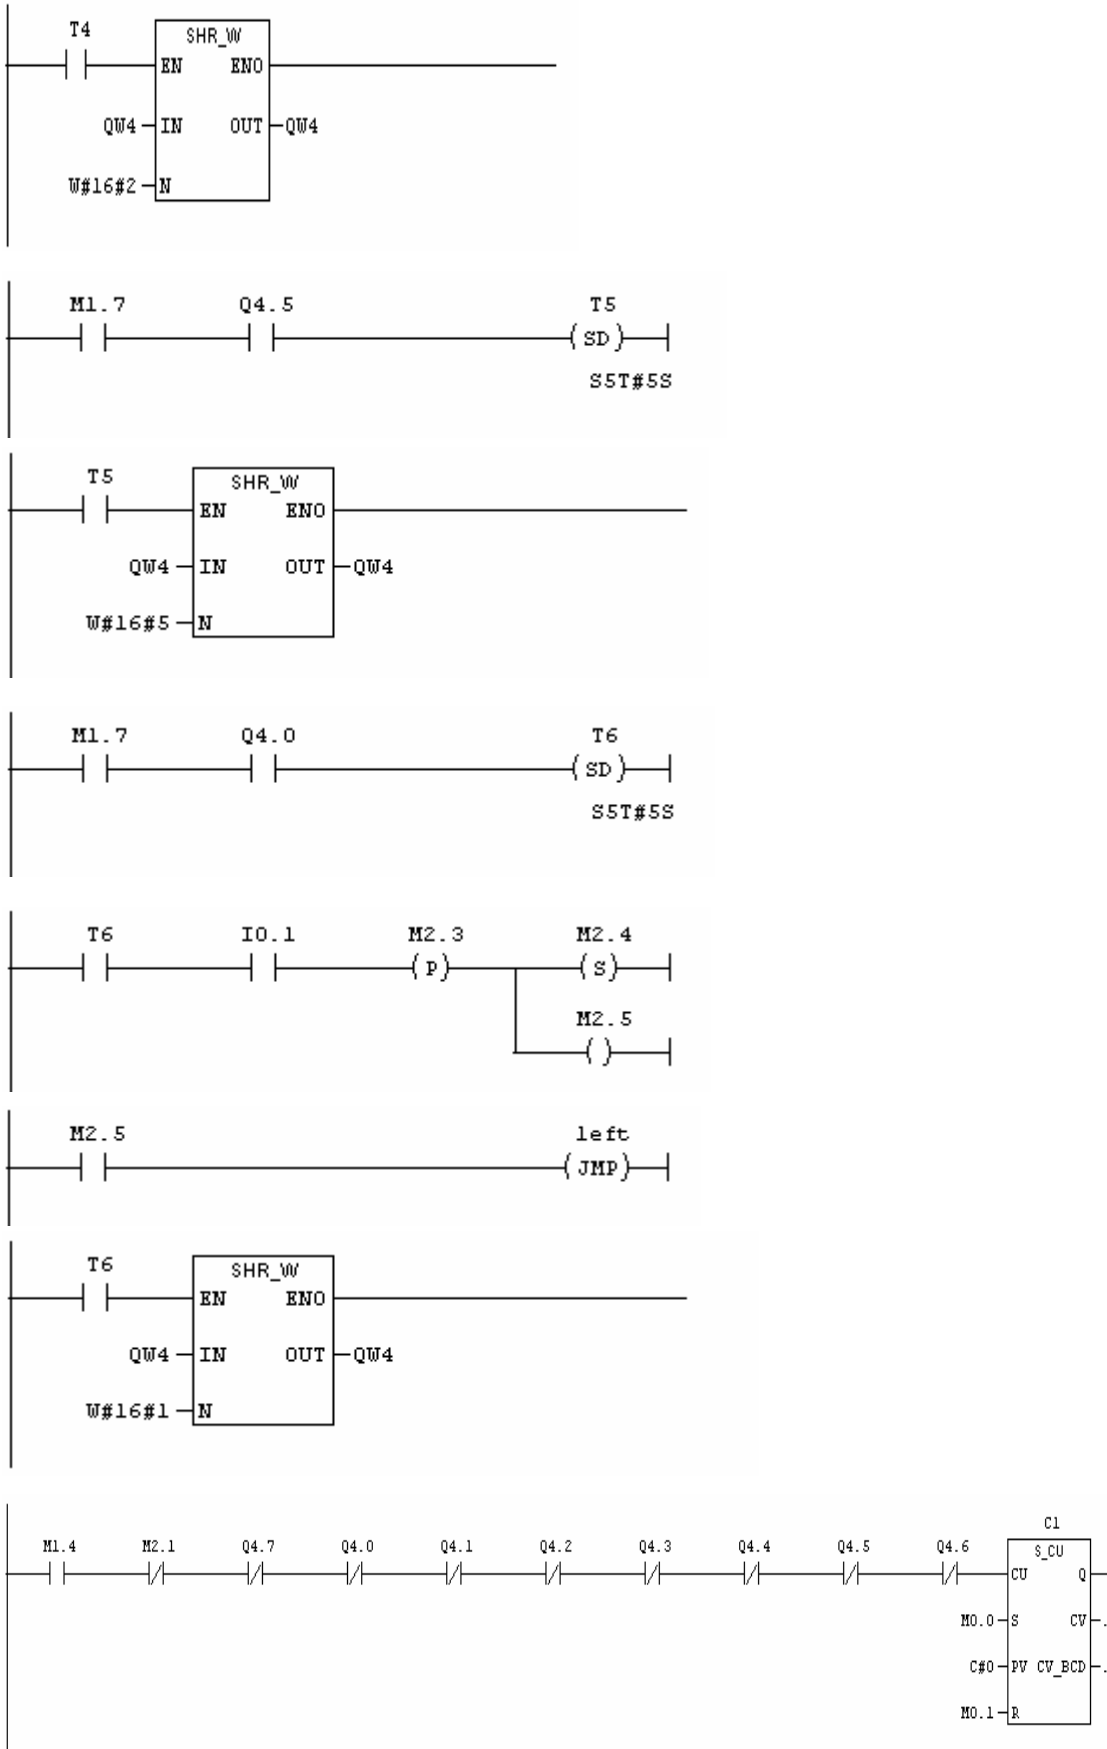 T4
SHR_W
EN ENO
QW4 IN OUT QW4
W#16#2 N
M1.7 Q4.5 T5
SD
S5T#5S
T5
SHR_W
EN ENO
QW4 IN OUT QW4
W#16#5 N
M1.7 Q4.0 T6
SD
S5T#5S
T6 I0.1 M2.3 M2.4
P S
M2.5
M2.5 left
JMP
T6
SHR_W
EN ENO
QW4 IN OUT QW4
W#16#1 N
C1
M1.4 M2.1 Q4.7 Q4.0 Q4.1 Q4.2 Q4.3 Q4.4 Q4.5 Q4.6 S_CU
CU Q
M0.0 S CV .
C#0 PV CV_BCD .
M0.1 R